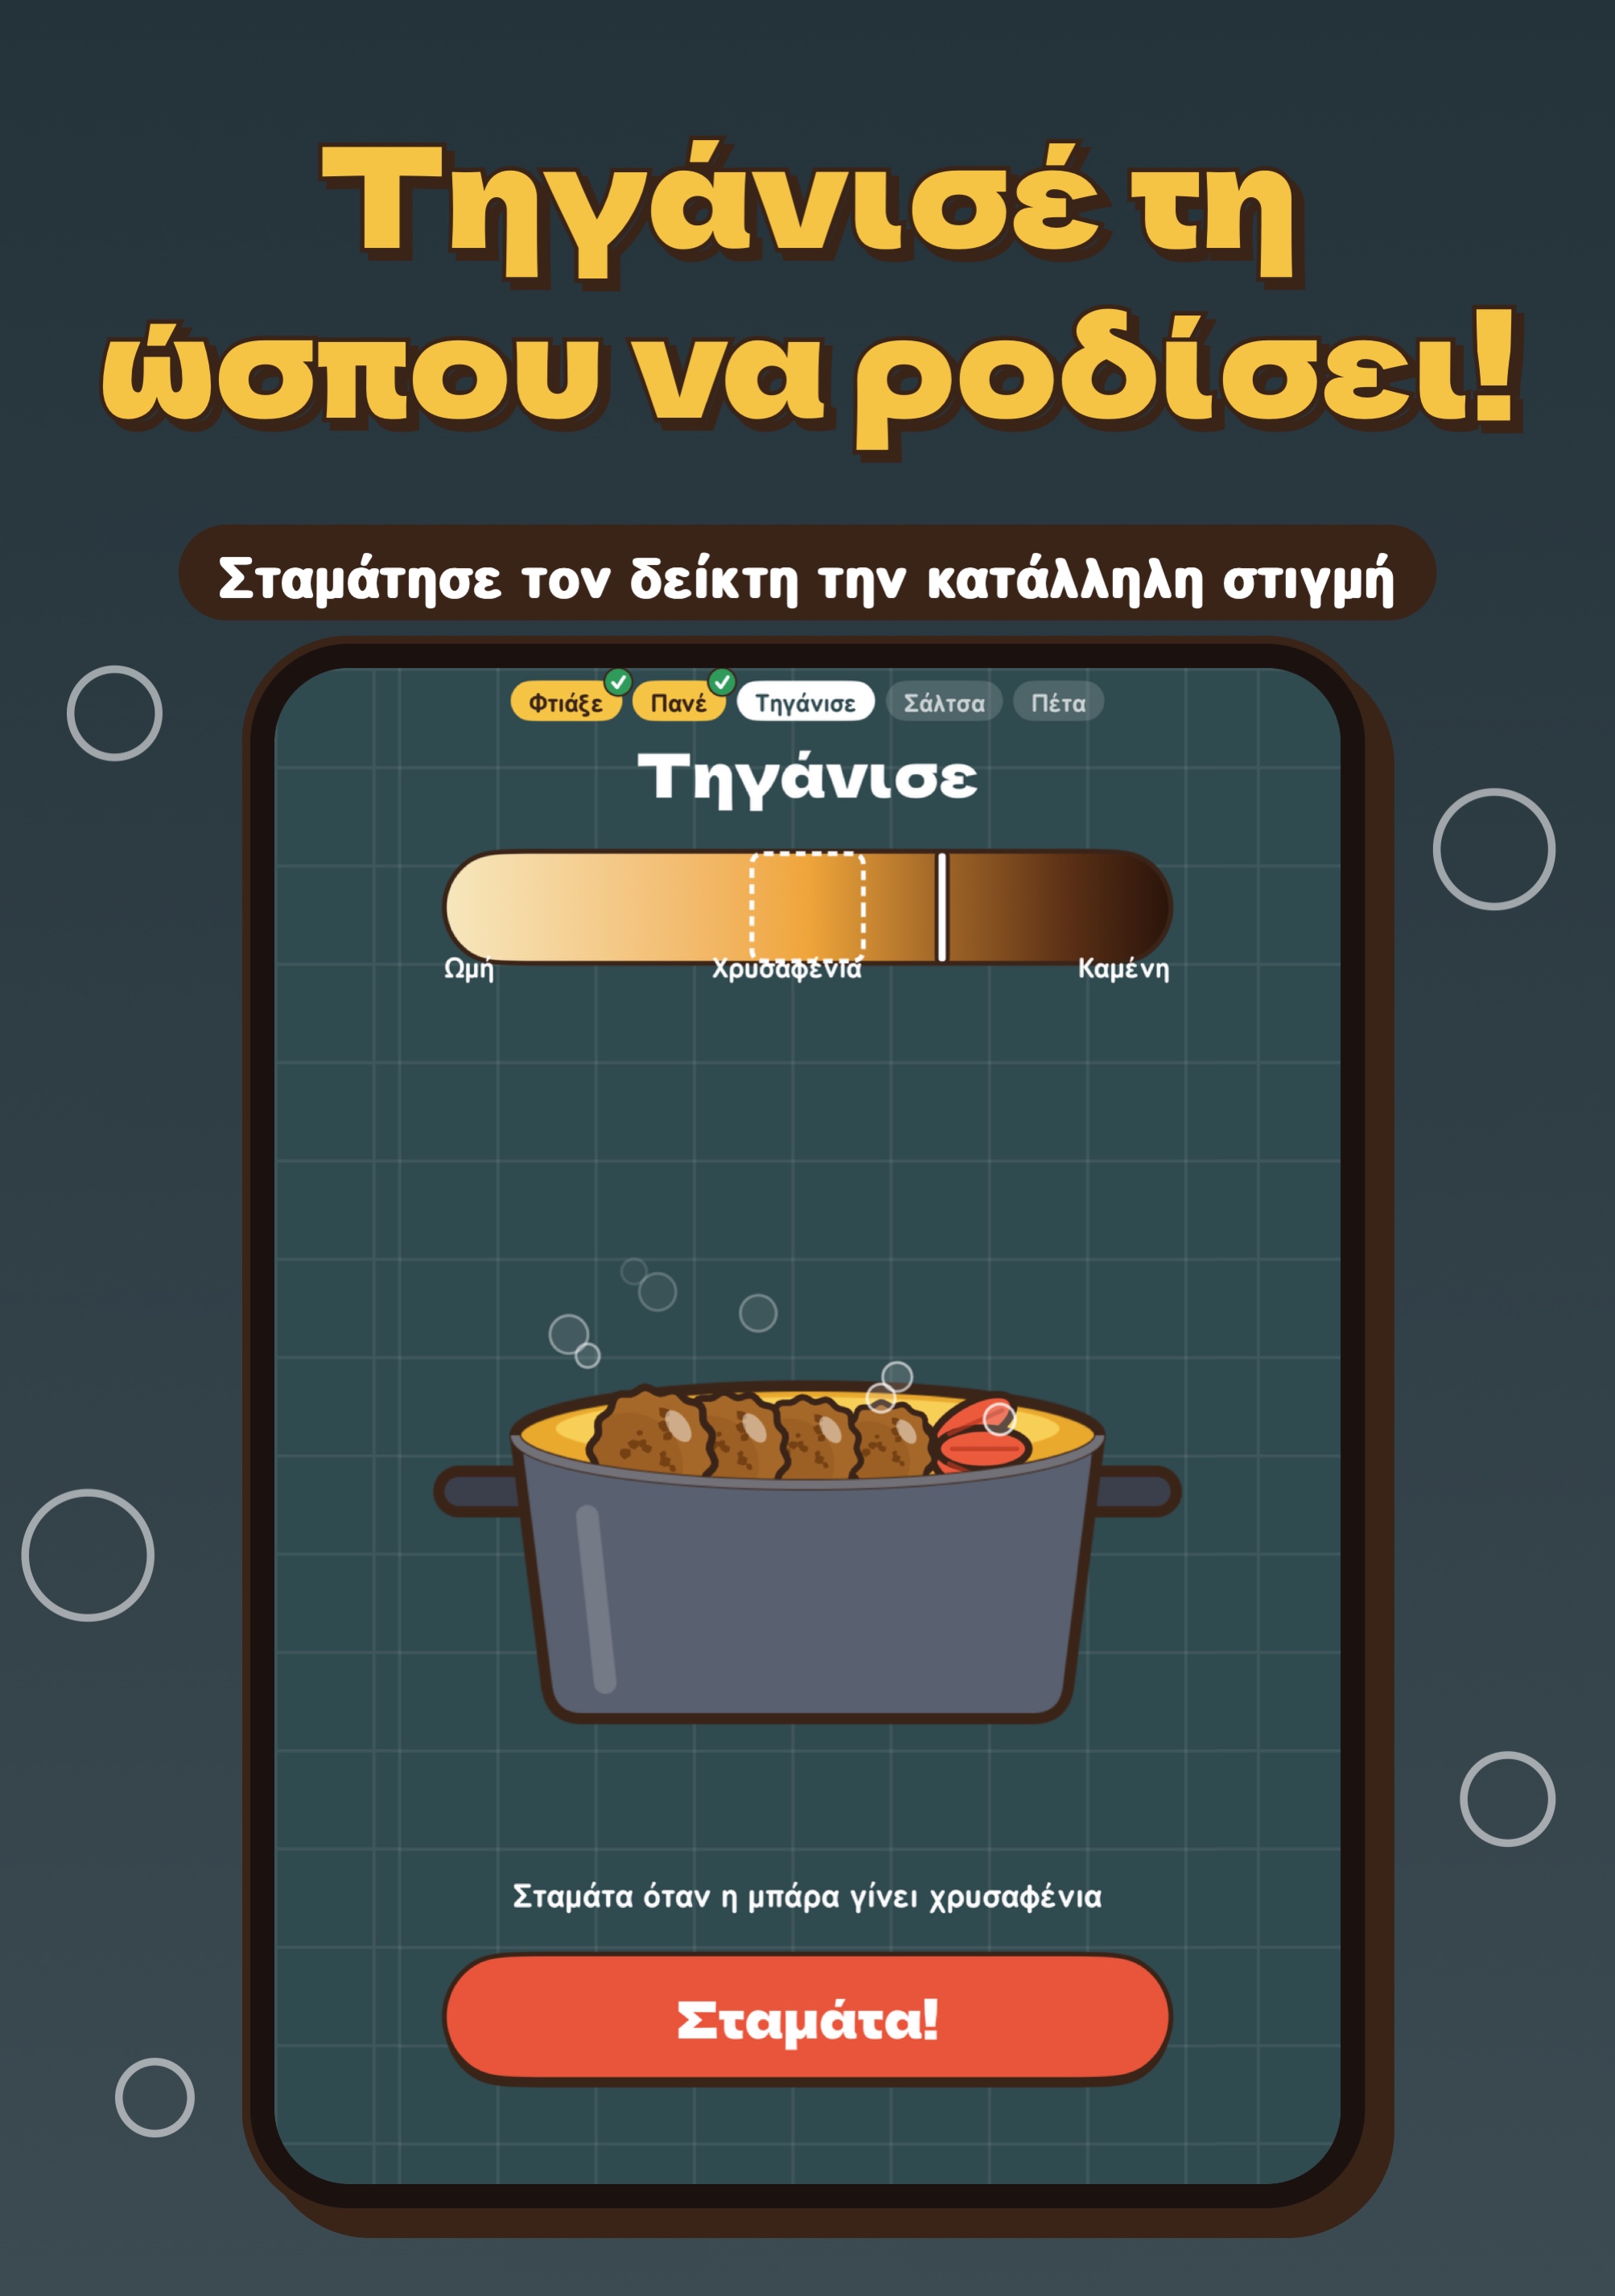 Τηγάνισέ τη
ώσπου να ροδίσει!
Σταμάτησε τον δείκτη την κατάλληλη στιγμή
Φτιάξε Πανέ Τηγάνισε Σάλτσα Πέτα
Τηγάνισε
Ωμή Χρυσαφένια Καμένη
Σταμάτα όταν η μπάρα γίνει χρυσαφένια
Σταμάτα!